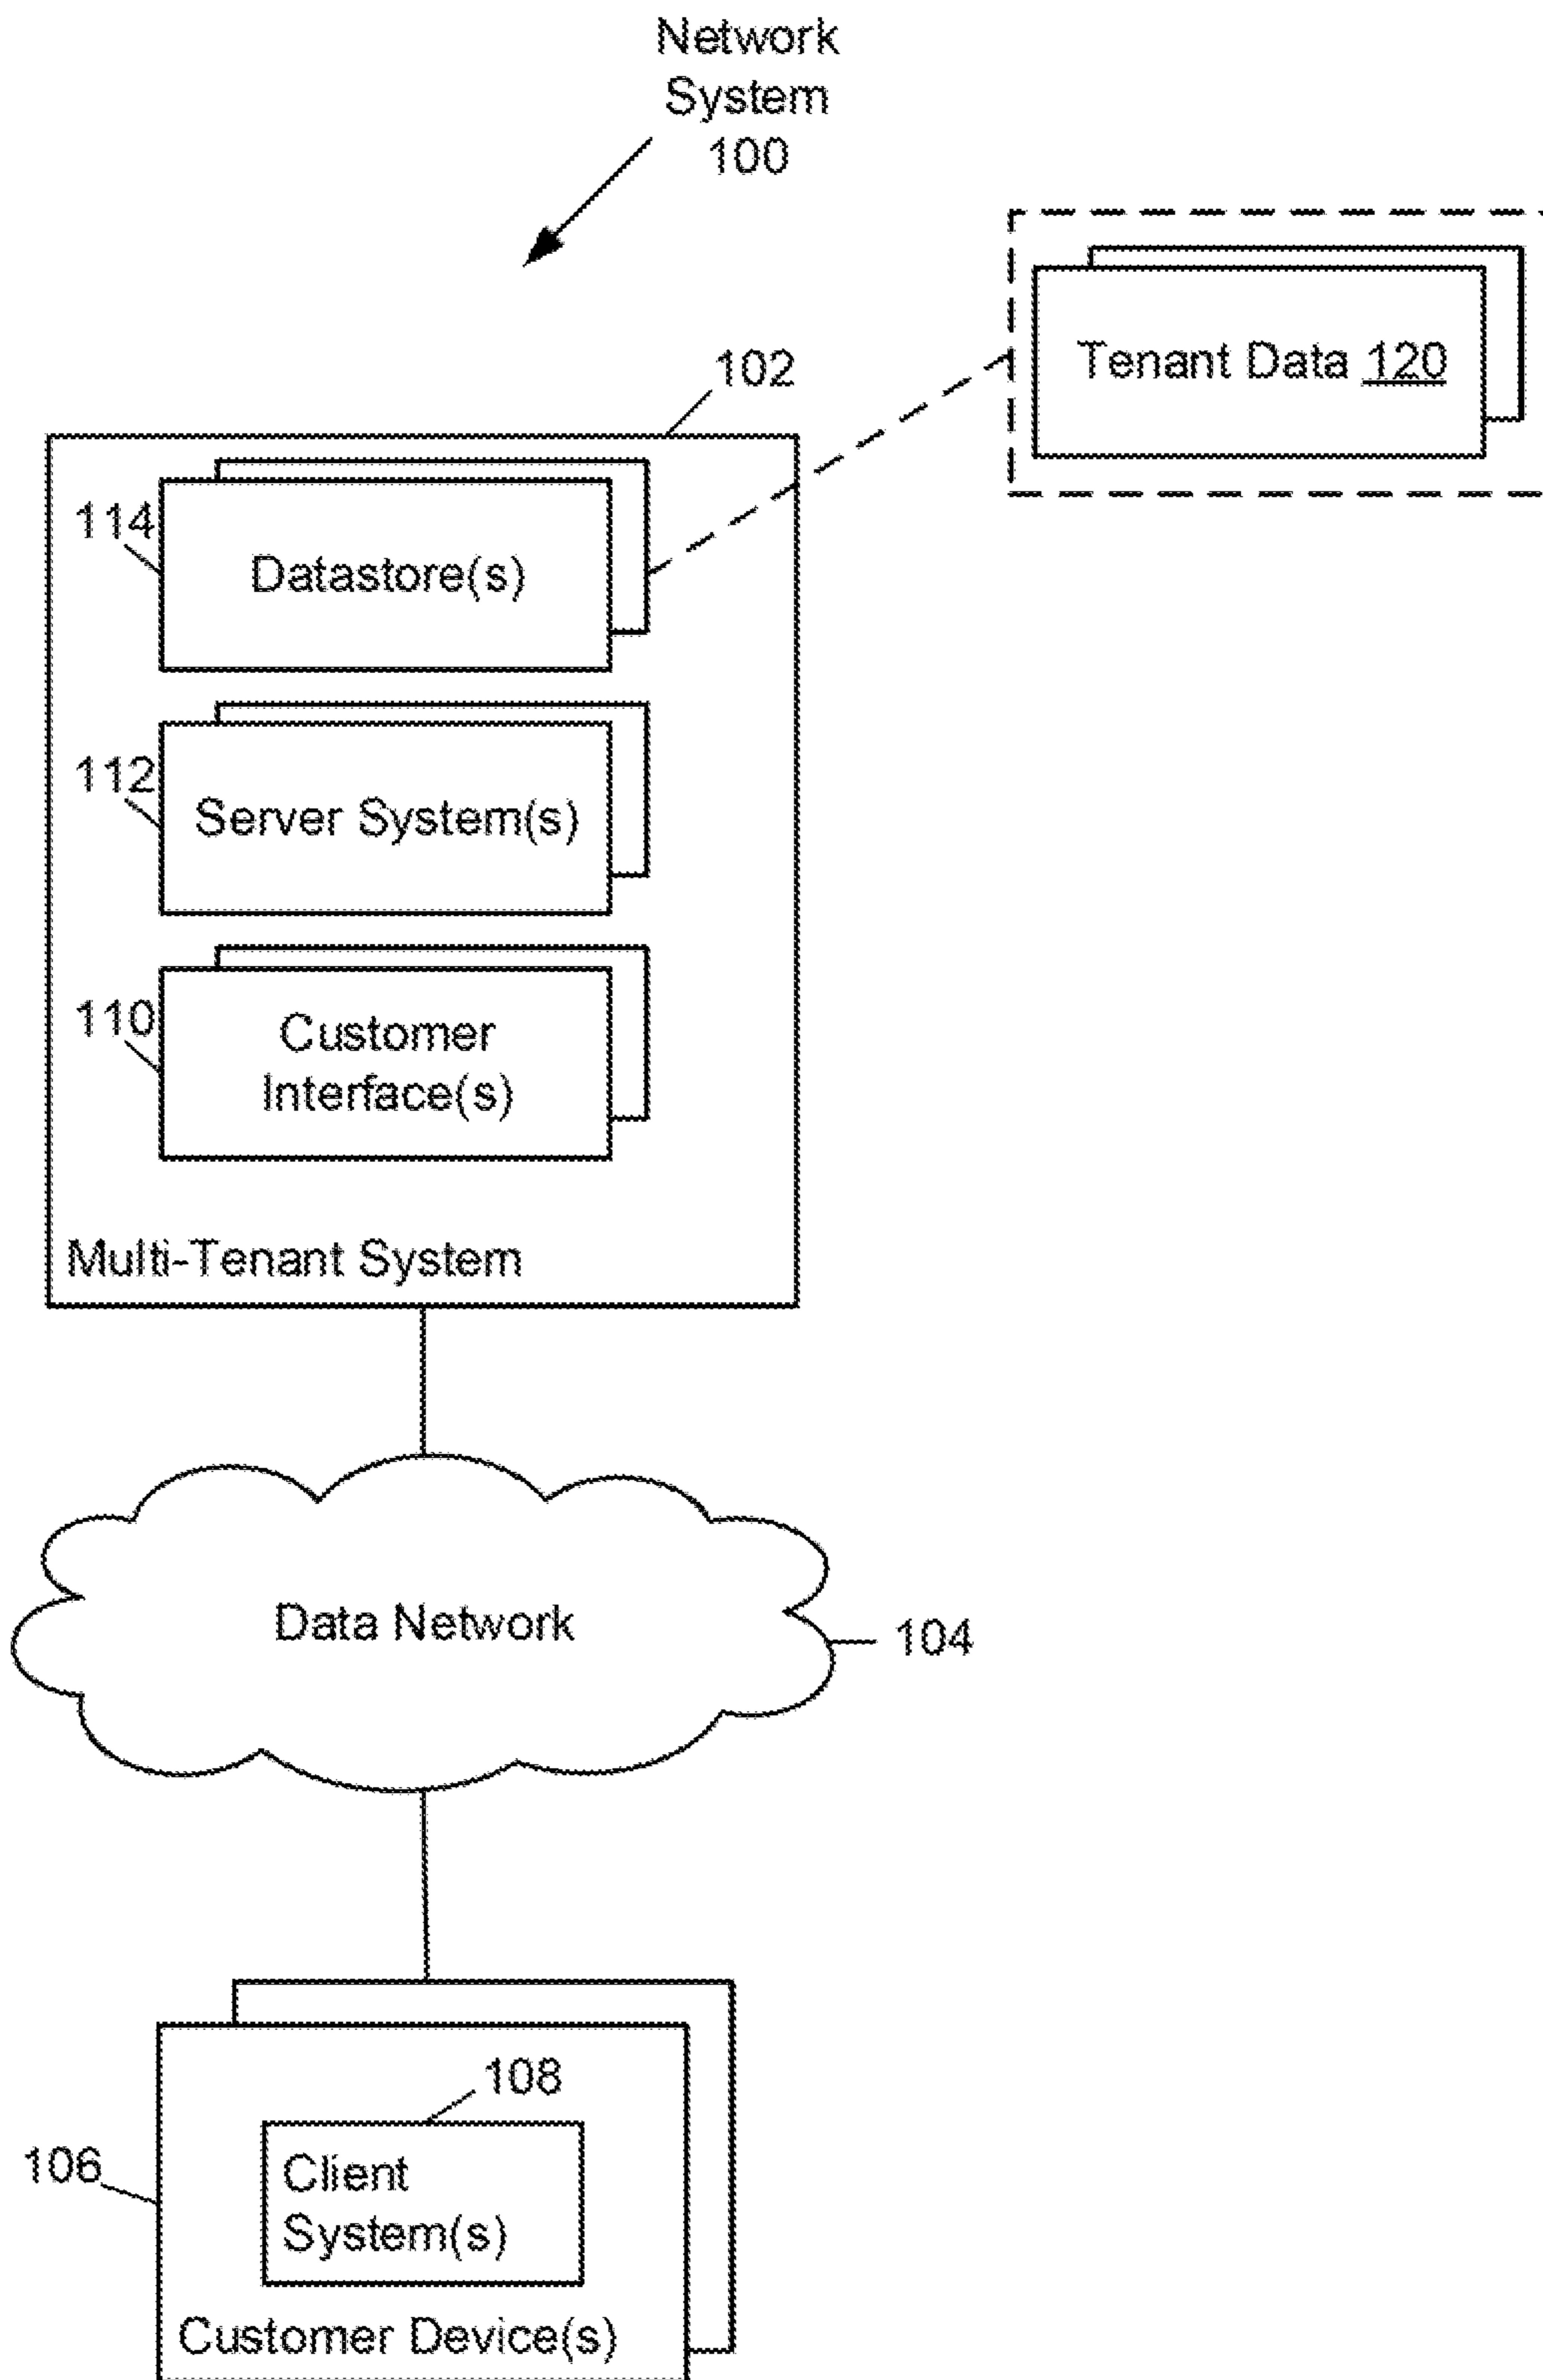 Network
System
100
102
Tenant Data 120
114
Datastore(s)
112
Server System(s)
110
Customer
Interface(s)
Multi-Tenant System
Data Network
104
108
106
Client
System(s)
Customer Device(s)